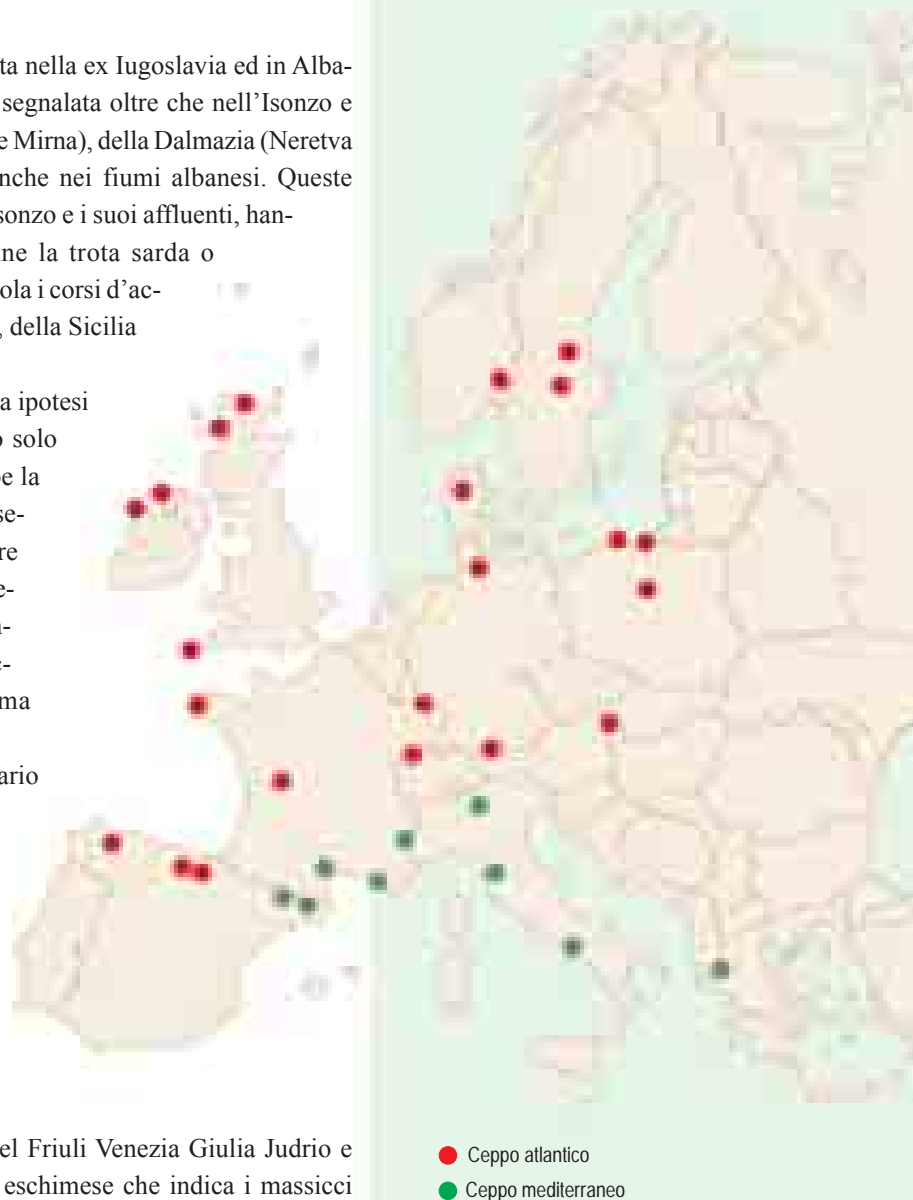 ta nella ex Iugoslavia ed in Alba-
segnalata oltre che nell'Isonzo e
e Mirna), della Dalmazia (Neretva
nche nei fiumi albanesi. Queste
sonzo e i suoi affluenti, han-
ne la trota sarda o
ola i corsi d'ac-
, della Sicilia
a ipotesi
o solo
be la
se-
re
e-
n-
c-
ma
ario
el Friuli Venezia Giulia Judrio e
eschimese che indica i massicci
Ceppo atlantico
Ceppo mediterraneo